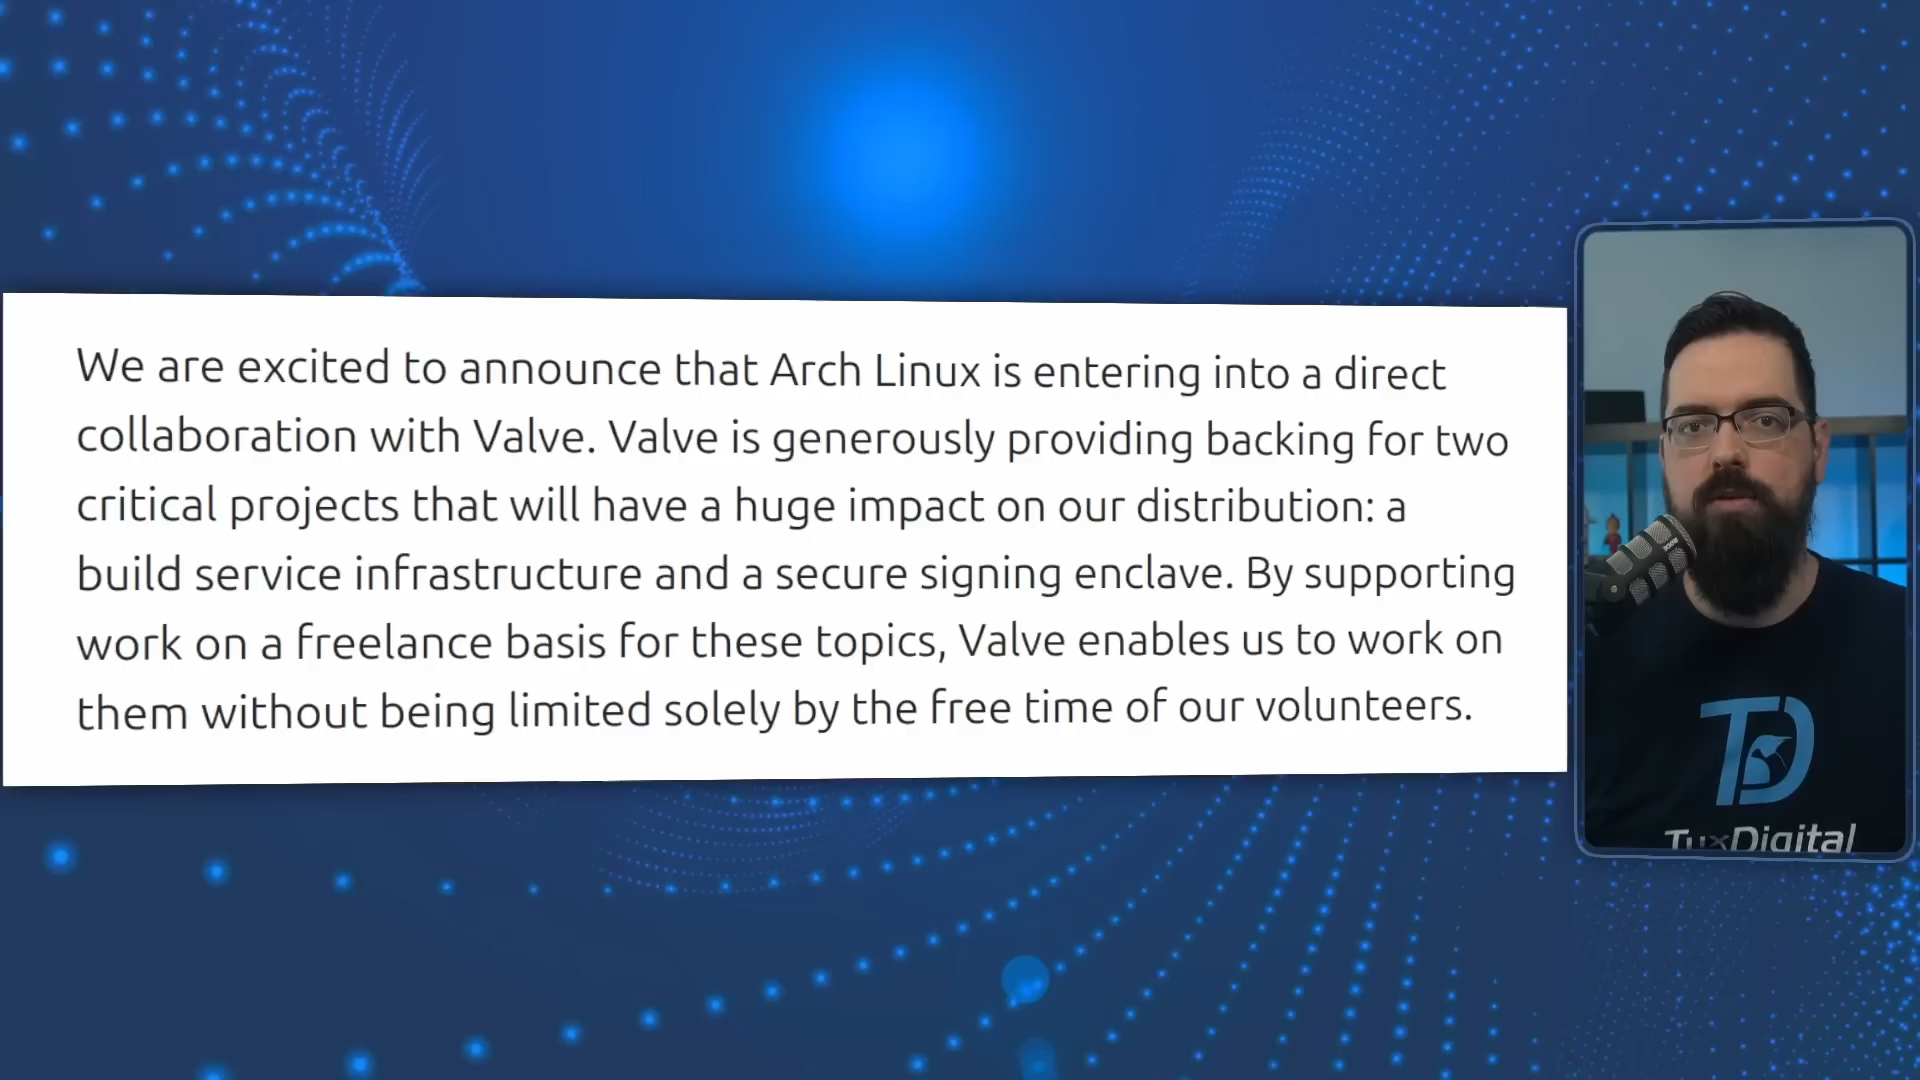 We are excited to announce that Arch Linux is entering into a direct
collaboration with Valve. Valve is generously providing backing for two
critical projects that will have a huge impact on our distribution: a
build service infrastructure and a secure signing enclave. By supporting
work on a freelance basis for these topics, Valve enables us to work on
them without being limited solely by the free time of our volunteers.
TD
TuxDigital